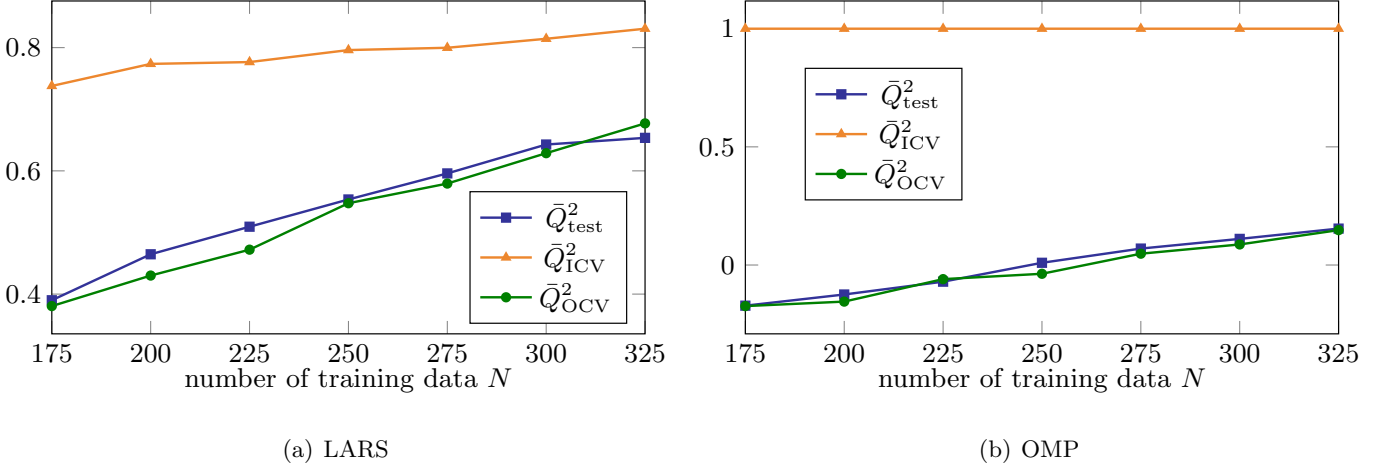 0.8
0.6
0.4
175 200 225 250 275 300 325
number of training data N
Q̄²test
Q̄²ICV
Q̄²OCV
(a) LARS
1
0.5
0
175 200 225 250 275 300 325
number of training data N
Q̄²test
Q̄²ICV
Q̄²OCV
(b) OMP